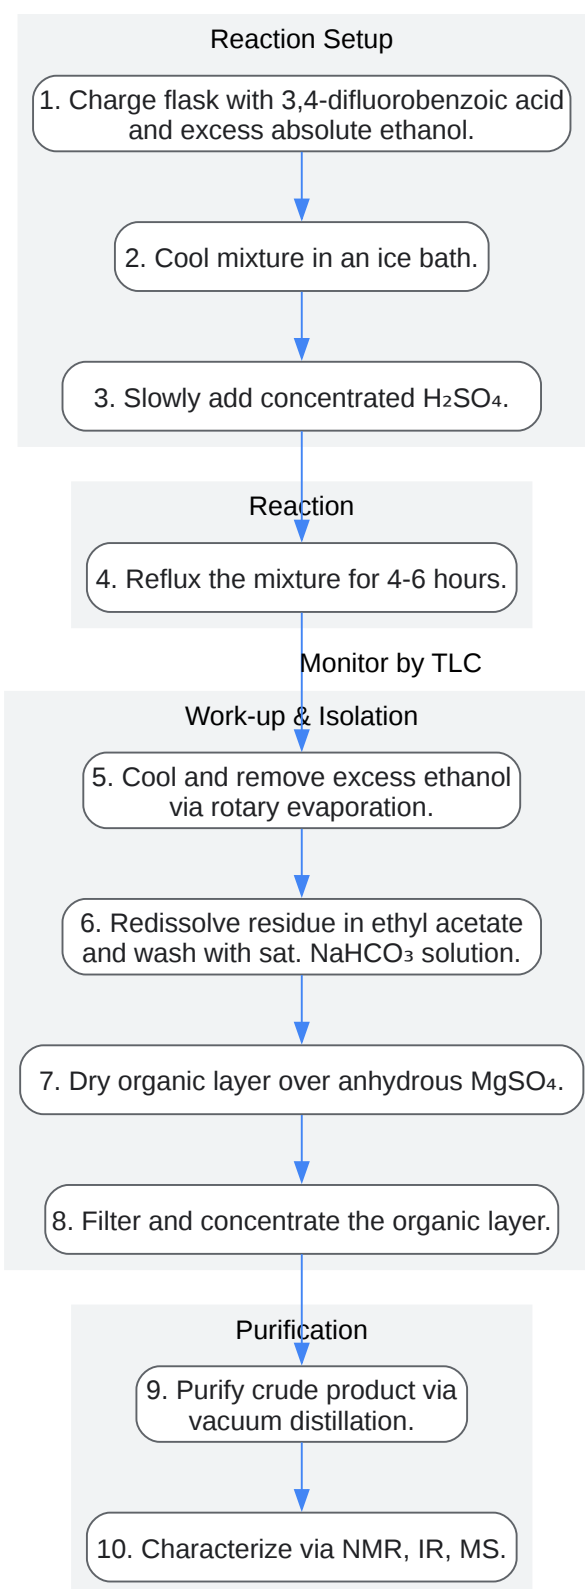 Reaction Setup
1. Charge flask with 3,4-difluorobenzoic acid
and excess absolute ethanol.
2. Cool mixture in an ice bath.
3. Slowly add concentrated H₂SO₄.
Reaction
4. Reflux the mixture for 4-6 hours.
Monitor by TLC
Work-up & Isolation
5. Cool and remove excess ethanol
via rotary evaporation.
6. Redissolve residue in ethyl acetate
and wash with sat. NaHCO₃ solution.
7. Dry organic layer over anhydrous MgSO₄.
8. Filter and concentrate the organic layer.
Purification
9. Purify crude product via
vacuum distillation.
10. Characterize via NMR, IR, MS.